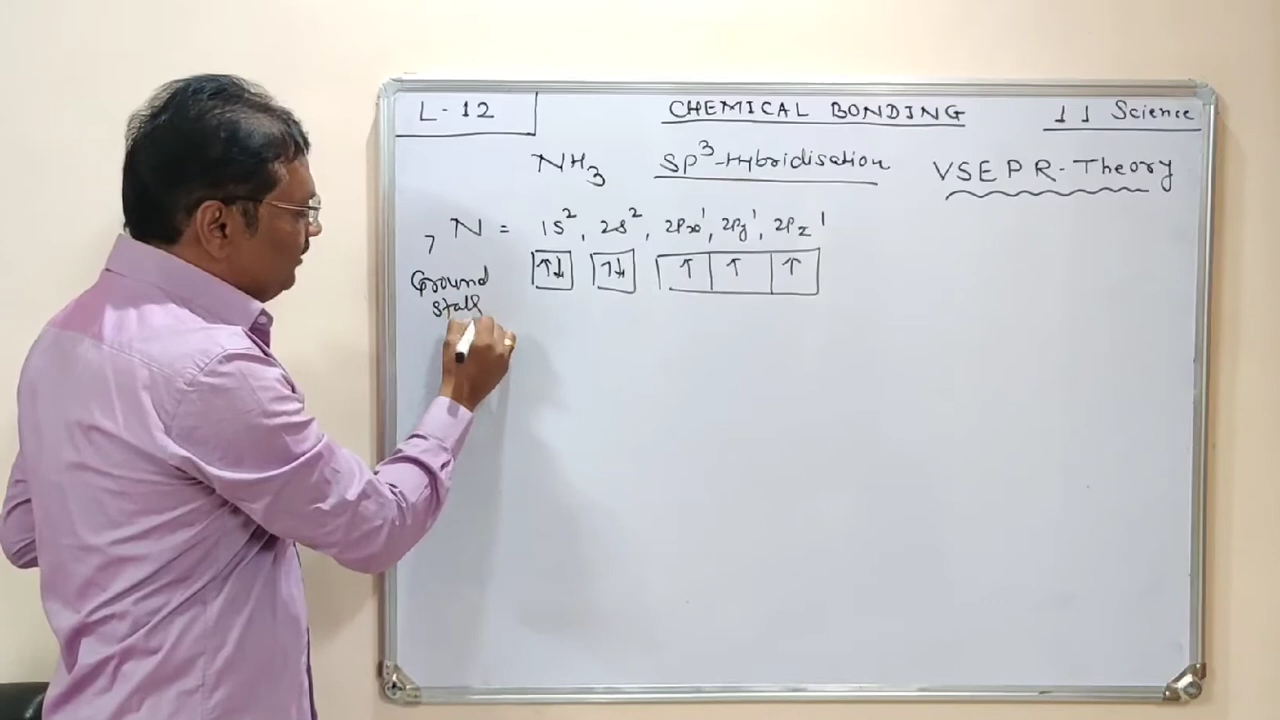 L-12 CHEMICAL BONDING 11 Science
NH₃ SP³-Hybridisation VSEPR-Theory
₇N = 1S², 2S², 2Px¹, 2Py¹, 2Pz¹
↑↓ ↑↓ ↑ ↑ ↑
Ground
State